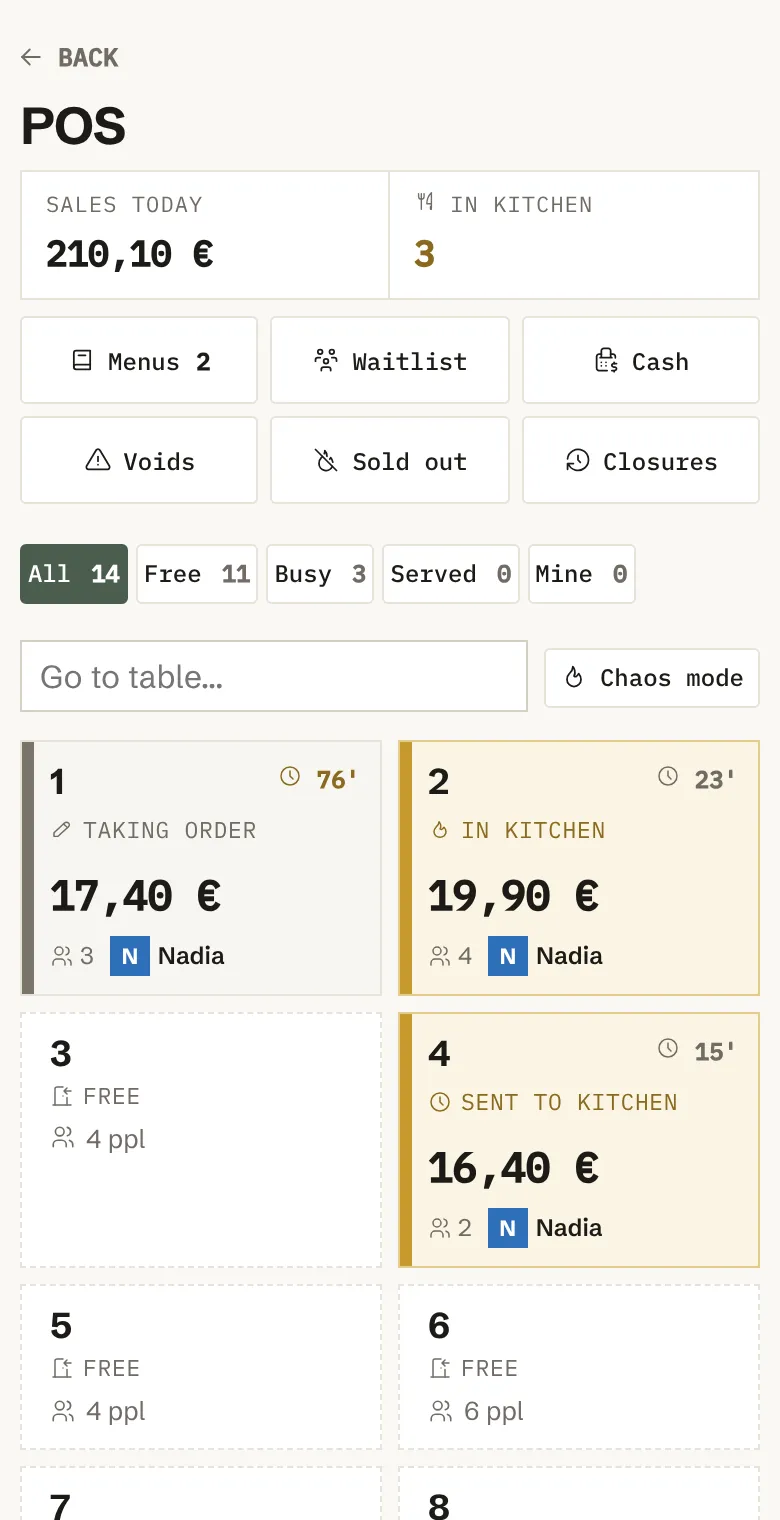 BACK
POS
SALES TODAY
210,10 €
IN KITCHEN
3
Menus 2
Waitlist
Cash
Voids
Sold out
Closures
All 14
Free 11
Busy 3
Served 0
Mine 0
Go to table...
Chaos mode
1
76'
TAKING ORDER
17,40 €
3 N Nadia
2
23'
IN KITCHEN
19,90 €
4 N Nadia
3
FREE
4 ppl
4
15'
SENT TO KITCHEN
16,40 €
2 N Nadia
5
FREE
4 ppl
6
FREE
6 ppl
7
8